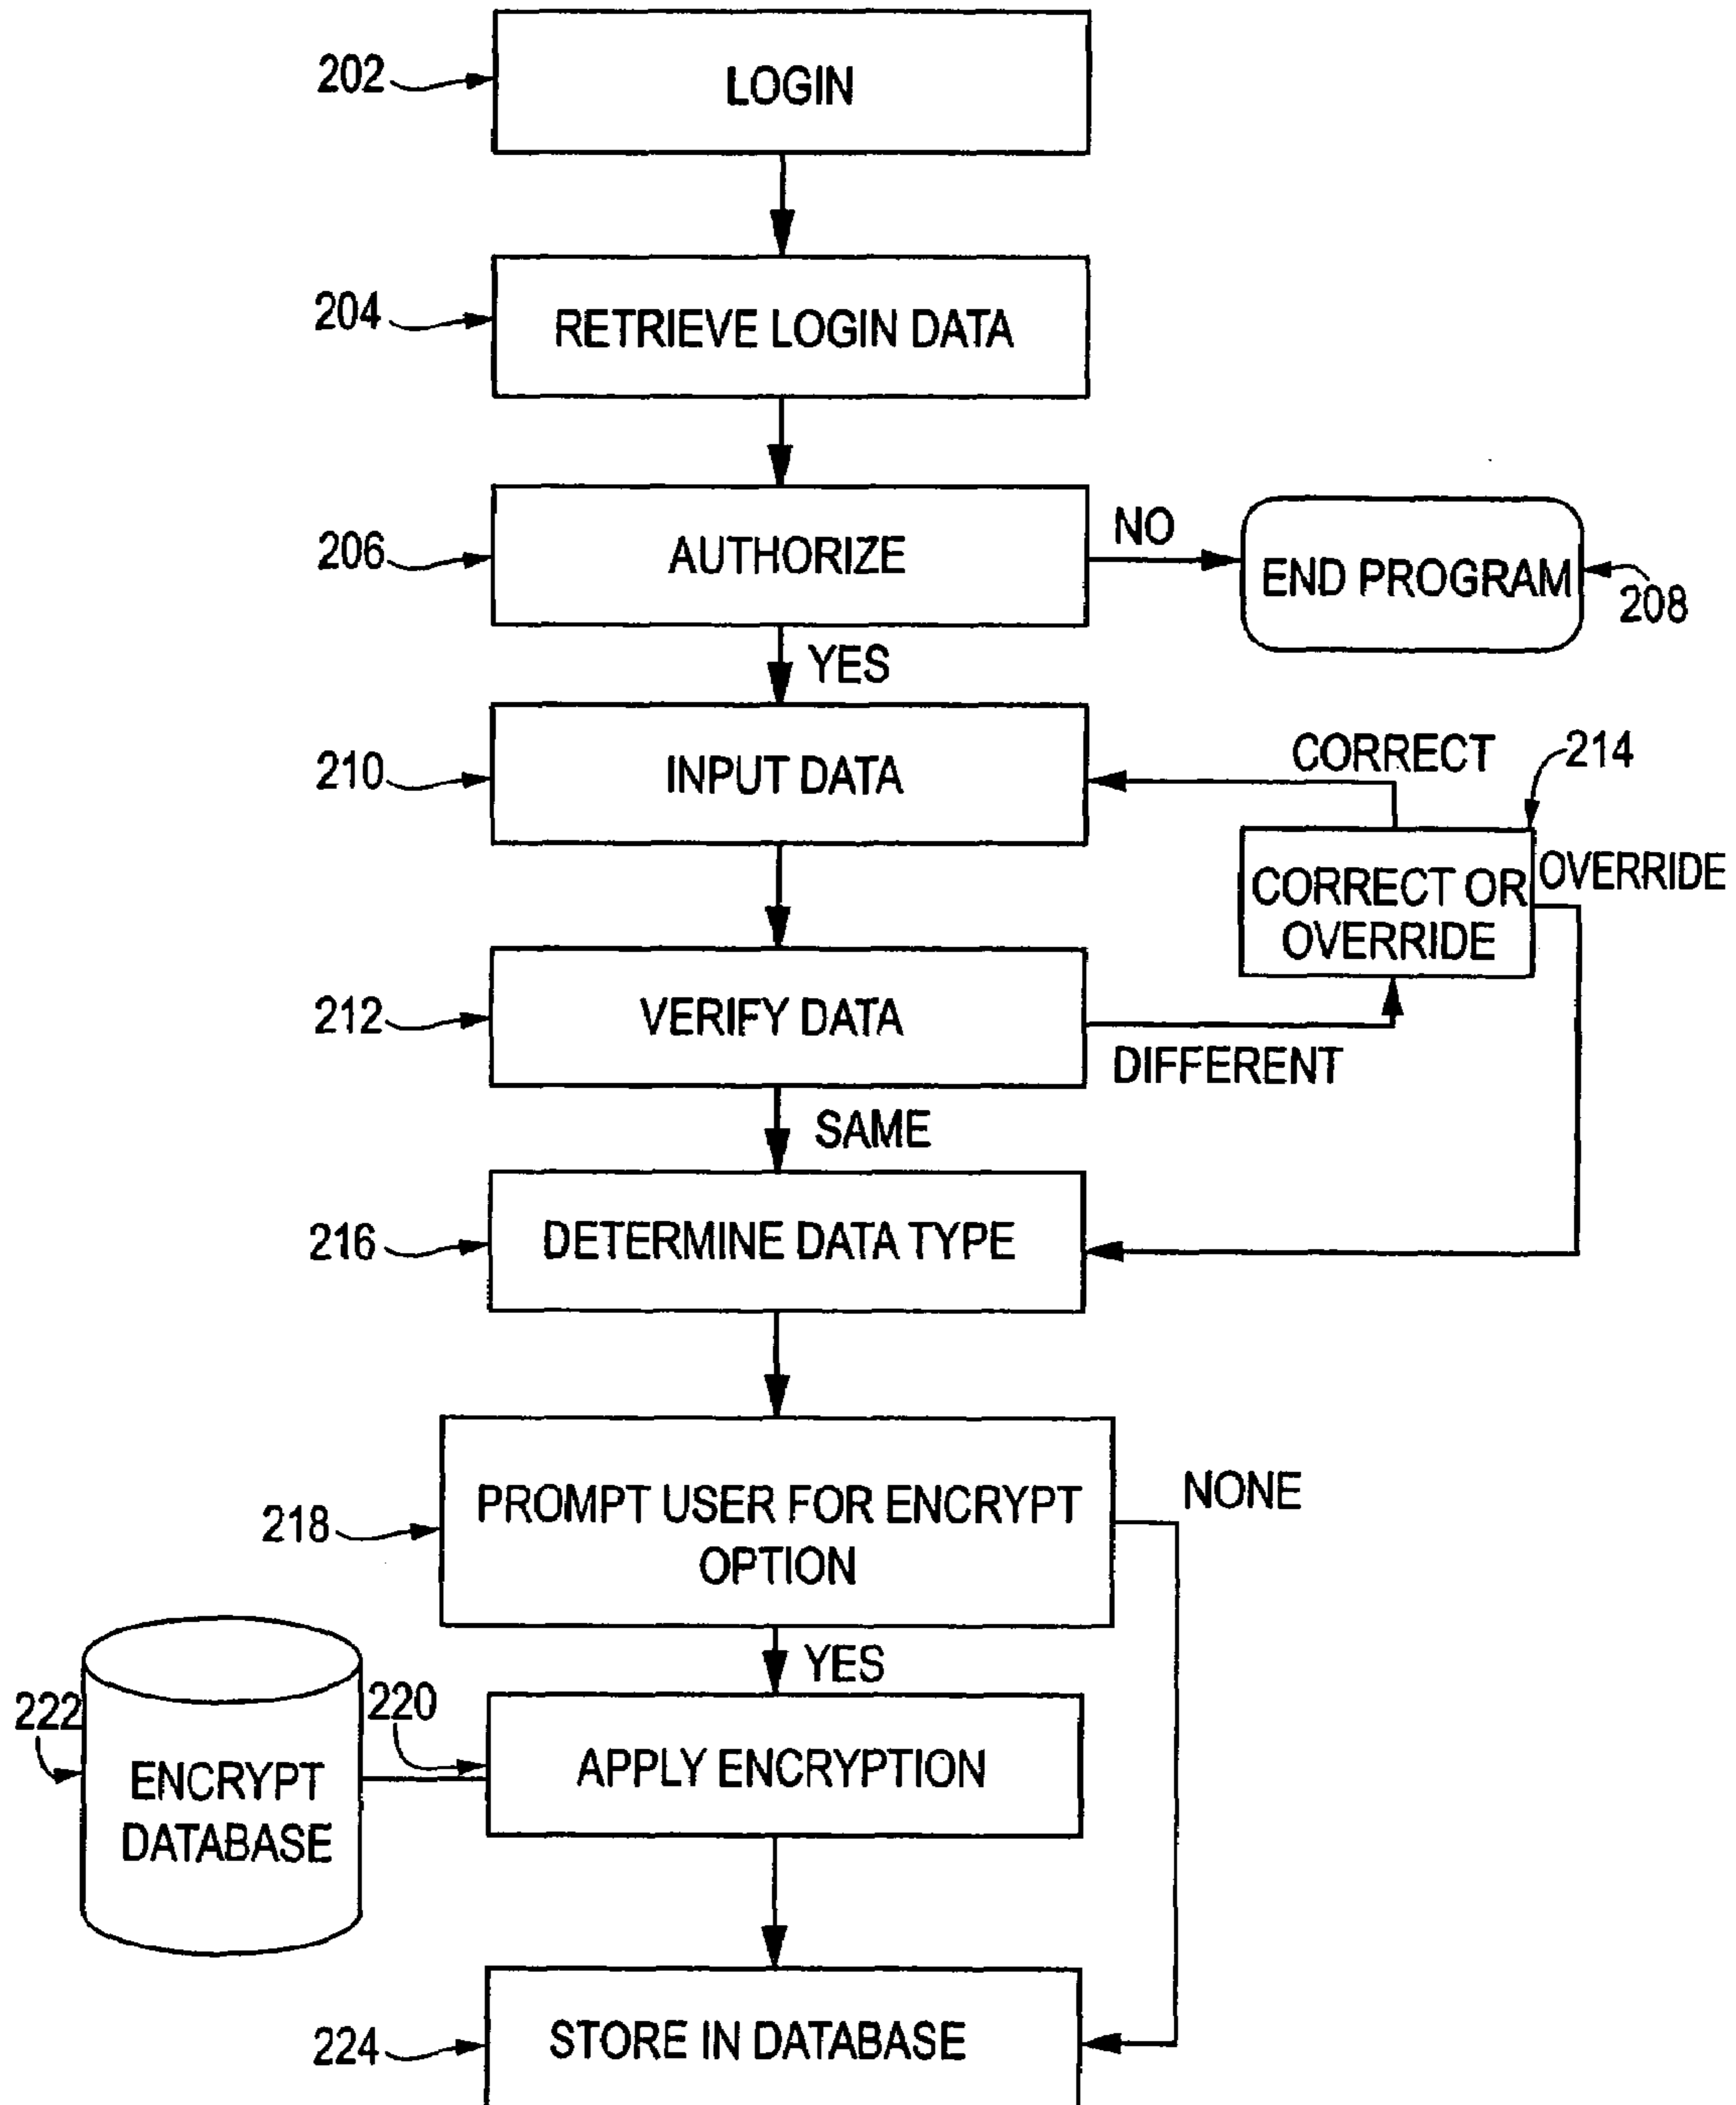 202
LOGIN
204
RETRIEVE LOGIN DATA
206
AUTHORIZE
NO
END PROGRAM
208
YES
210
INPUT DATA
CORRECT
214
CORRECT OR
OVERRIDE
OVERRIDE
212
VERIFY DATA
DIFFERENT
SAME
216
DETERMINE DATA TYPE
218
PROMPT USER FOR ENCRYPT
OPTION
NONE
YES
222
ENCRYPT
DATABASE
220
APPLY ENCRYPTION
224
STORE IN DATABASE